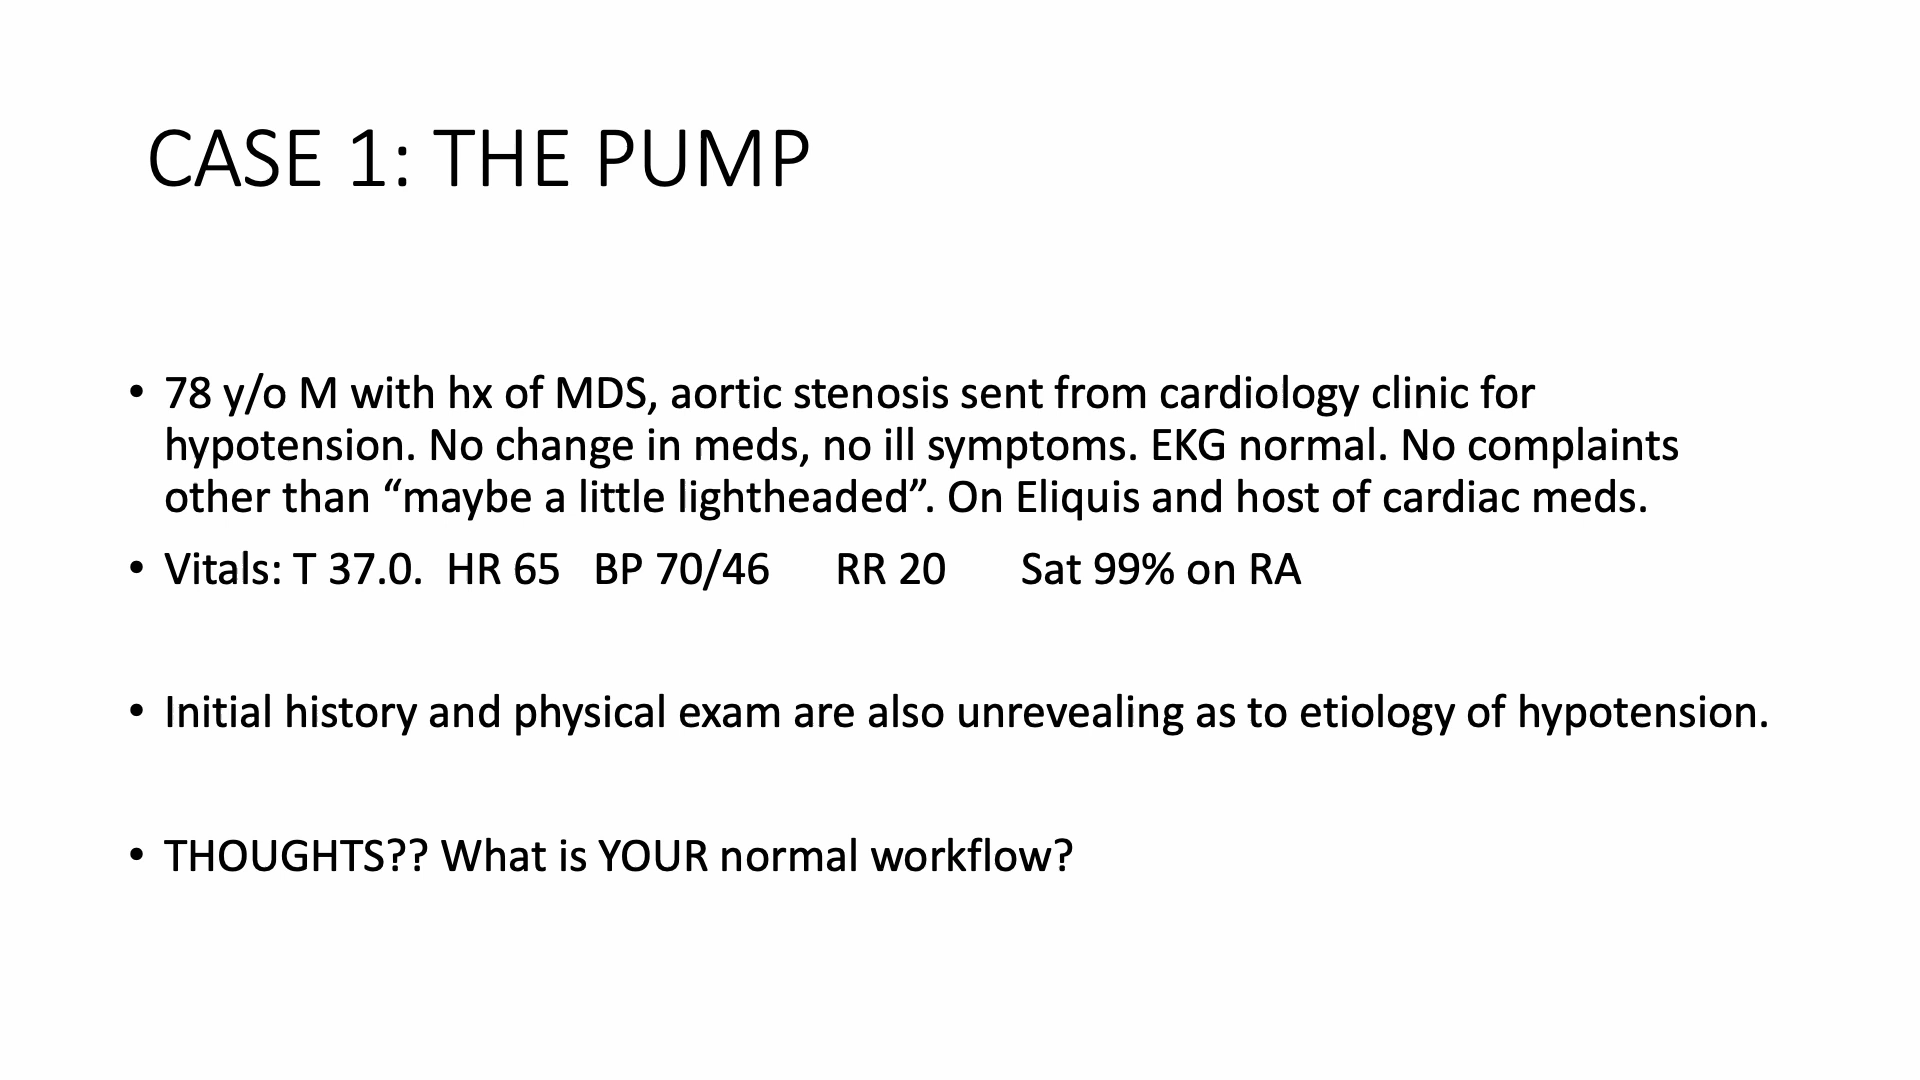 CASE 1: THE PUMP
• 78 y/o M with hx of MDS, aortic stenosis sent from cardiology clinic for
hypotension. No change in meds, no ill symptoms. EKG normal. No complaints
other than “maybe a little lightheaded”. On Eliquis and host of cardiac meds.
• Vitals: T 37.0. HR 65 BP 70/46 RR 20 Sat 99% on RA
• Initial history and physical exam are also unrevealing as to etiology of hypotension.
• THOUGHTS?? What is YOUR normal workflow?